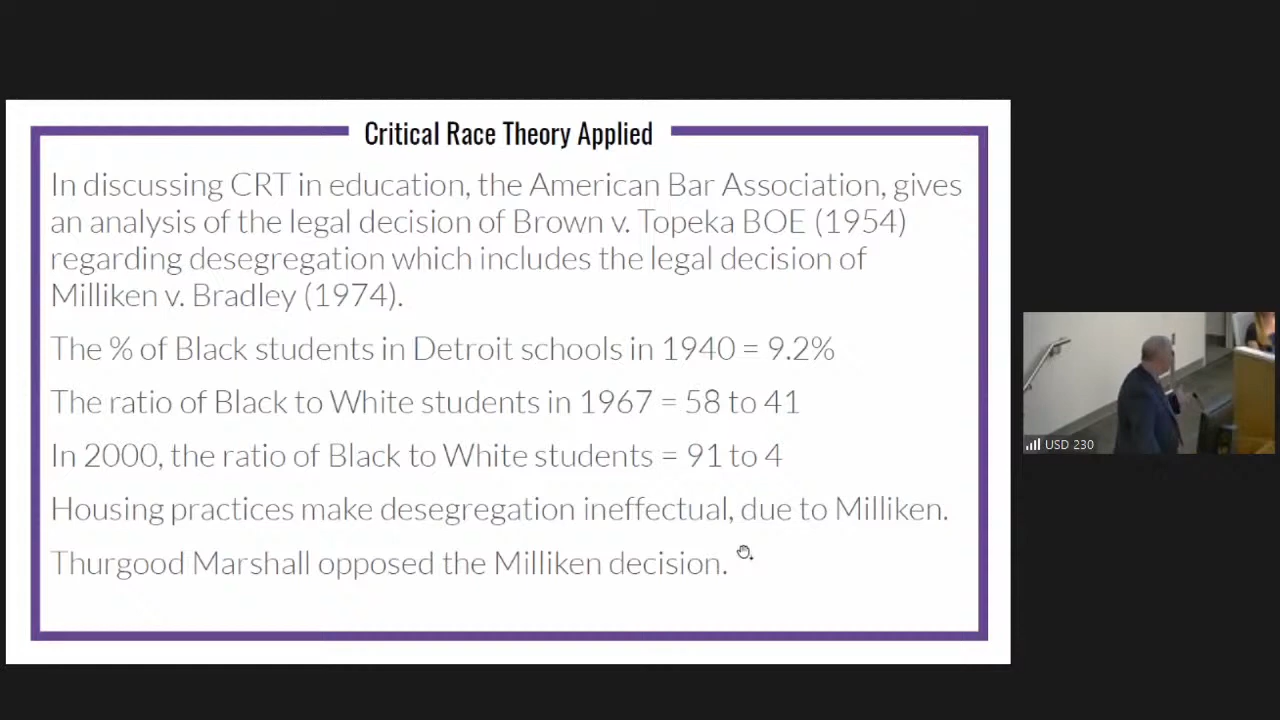 Critical Race Theory Applied
In discussing CRT in education, the American Bar Association, gives
an analysis of the legal decision of Brown v. Topeka BOE (1954)
regarding desegregation which includes the legal decision of
Milliken v. Bradley (1974).
The % of Black students in Detroit schools in 1940 = 9.2%
The ratio of Black to White students in 1967 = 58 to 41
In 2000, the ratio of Black to White students = 91 to 4
Housing practices make desegregation ineffectual, due to Milliken.
Thurgood Marshall opposed the Milliken decision.
USD 230